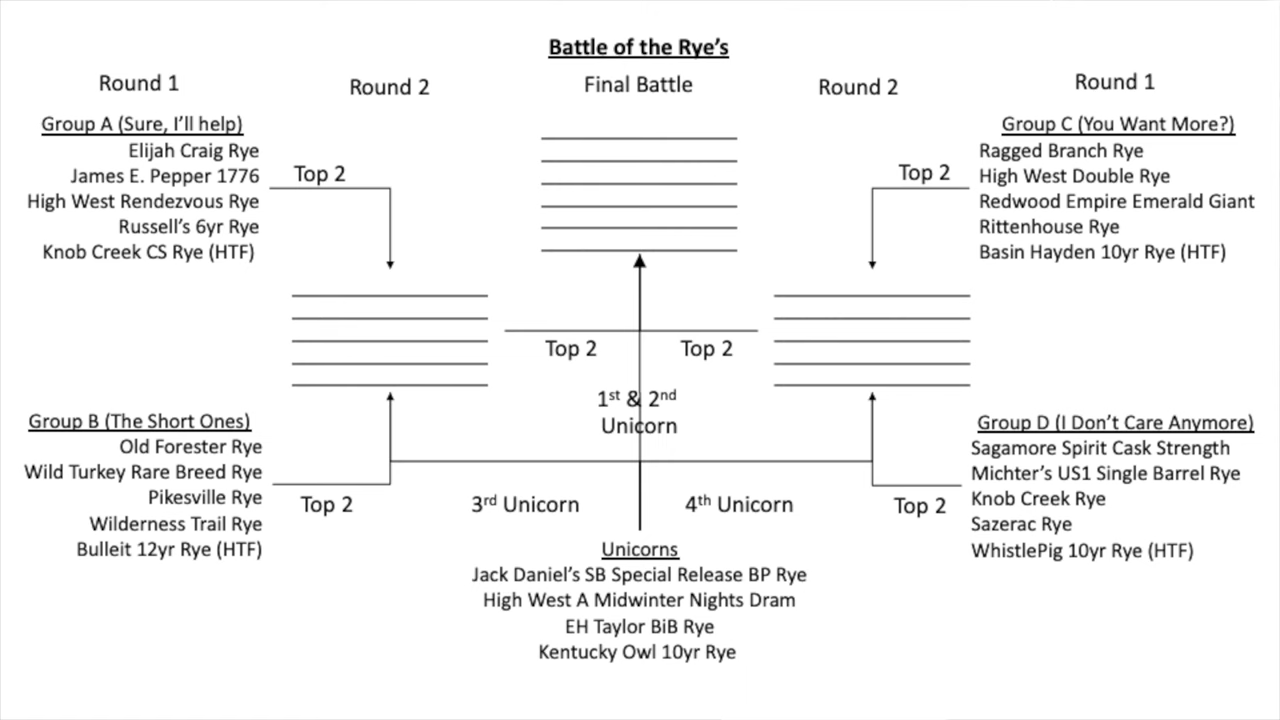 Battle of the Rye's
Round 1
Round 2
Final Battle
Round 2
Round 1
Group A (Sure, I'll help)
Elijah Craig Rye
James E. Pepper 1776
High West Rendezvous Rye
Russell's 6yr Rye
Knob Creek CS Rye (HTF)
Top 2
Group C (You Want More?)
Ragged Branch Rye
High West Double Rye
Redwood Empire Emerald Giant
Rittenhouse Rye
Basin Hayden 10yr Rye (HTF)
Top 2
Top 2
Top 2
1st & 2nd
Unicorn
Group B (The Short Ones)
Old Forester Rye
Wild Turkey Rare Breed Rye
Pikesville Rye
Wilderness Trail Rye
Bulleit 12yr Rye (HTF)
Top 2
3rd Unicorn
4th Unicorn
Top 2
Group D (I Don't Care Anymore)
Sagamore Spirit Cask Strength
Michter's US1 Single Barrel Rye
Knob Creek Rye
Sazerac Rye
WhistlePig 10yr Rye (HTF)
Unicorns
Jack Daniel's SB Special Release BP Rye
High West A Midwinter Nights Dram
EH Taylor BiB Rye
Kentucky Owl 10yr Rye